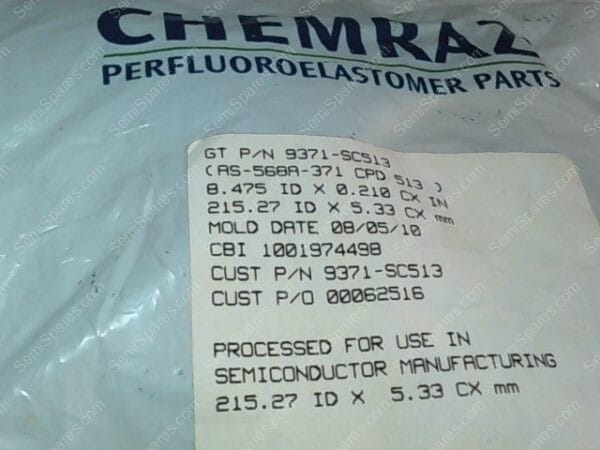 CHEMRAZ
PERFLUOROELASTOMER PARTS
GT P/N 9371-SC513
(AS-568A-371 CPD 513 )
8.475 ID X 0.210 CX IN
215.27 ID X 5.33 CX mm
MOLD DATE 08/05/10
CBI 1001974498
CUST P/N 9371-SC513
CUST P/O 00062516
PROCESSED FOR USE IN
SEMICONDUCTOR MANUFACTURING
215.27 ID X 5.33 CX mm
SemiSpares.com